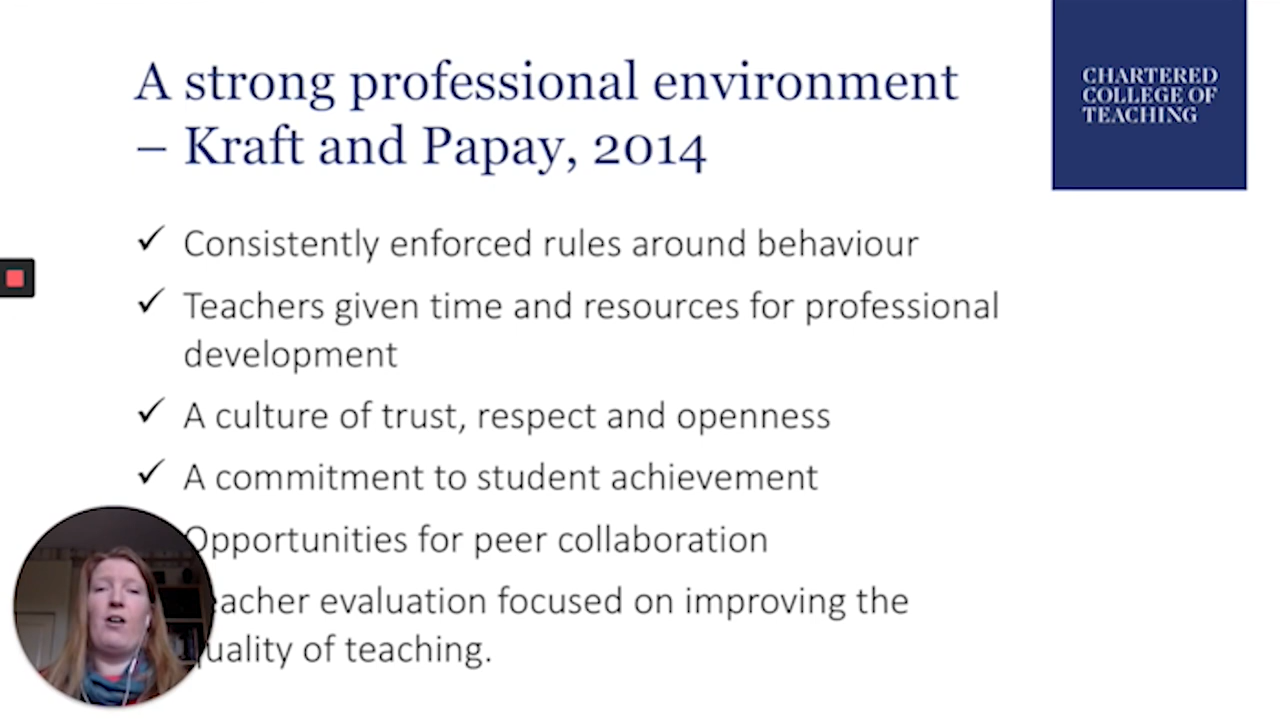 A strong professional environment
– Kraft and Papay, 2014
CHARTERED
COLLEGE OF
TEACHING
✓ Consistently enforced rules around behaviour
✓ Teachers given time and resources for professional
development
✓ A culture of trust, respect and openness
✓ A commitment to student achievement
Opportunities for peer collaboration
eacher evaluation focused on improving the
quality of teaching.